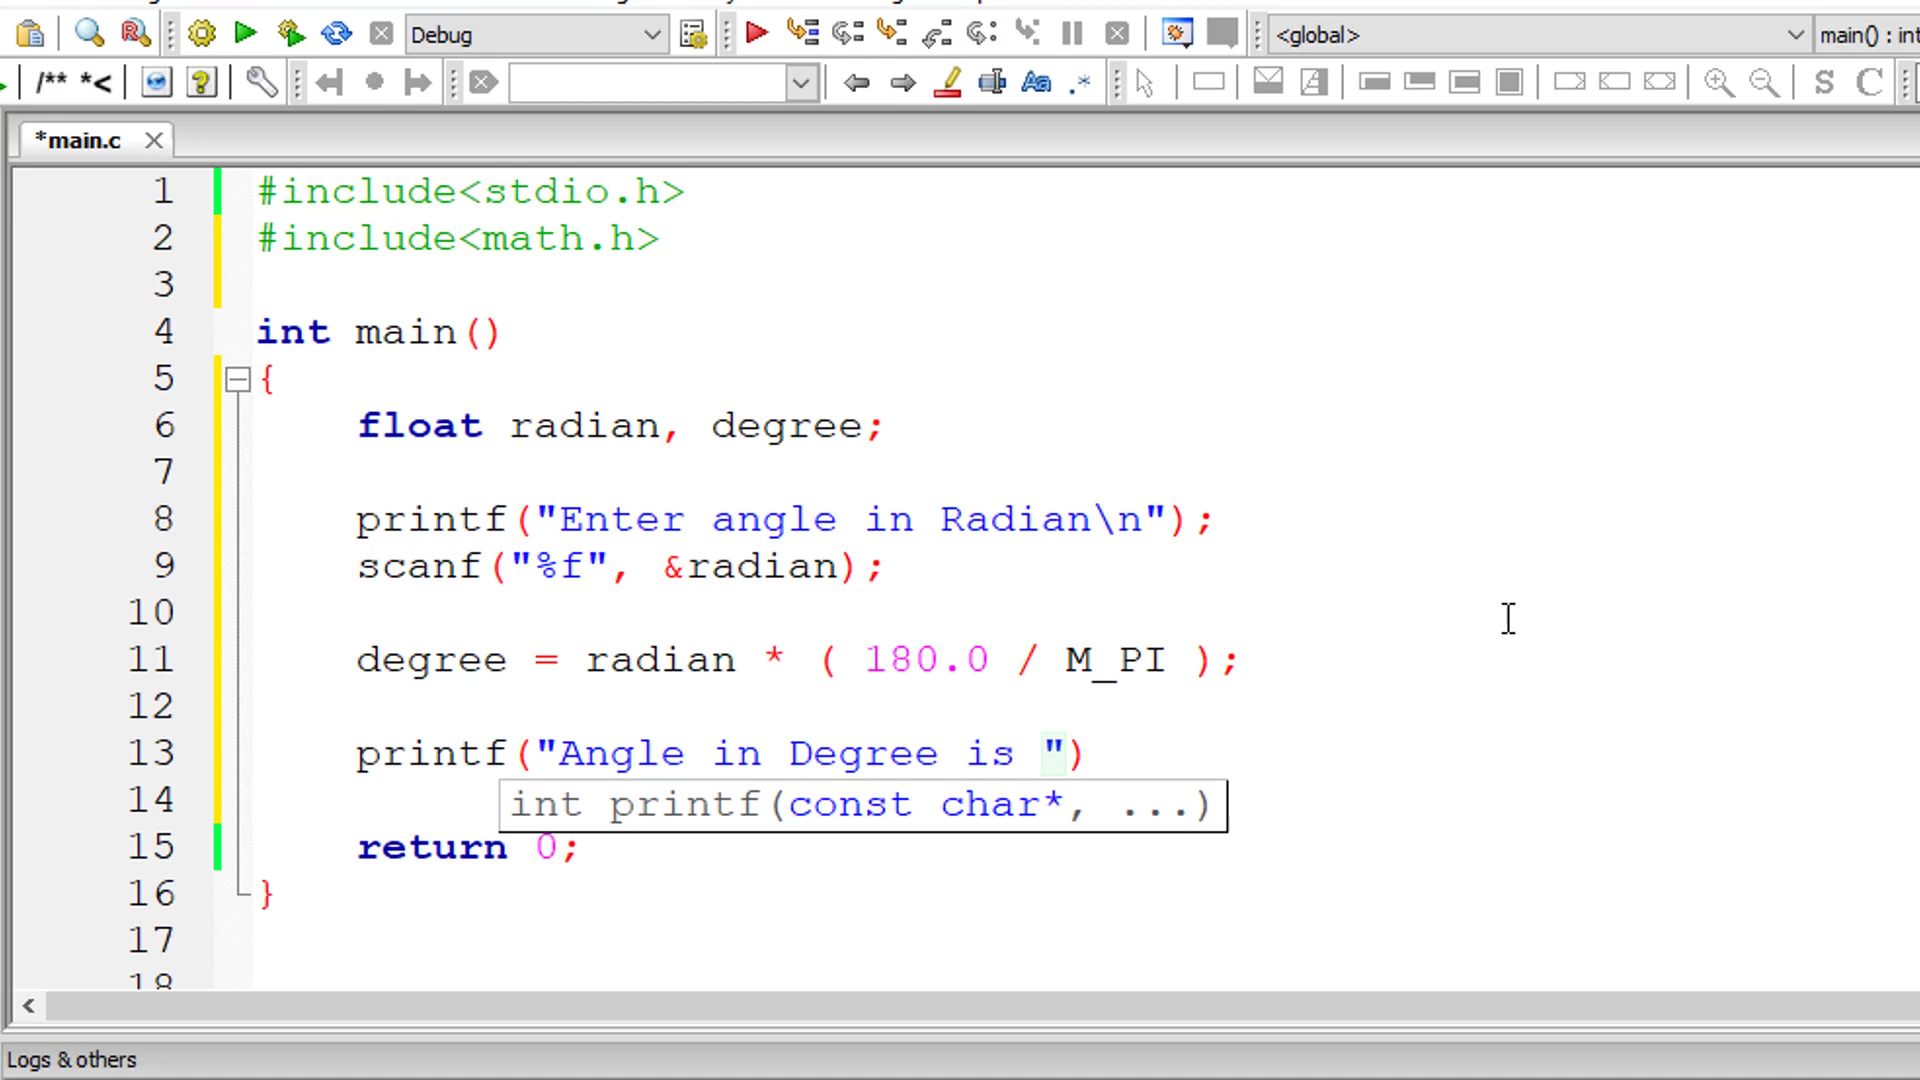 Debug
<global>
main() : int
/** *<
Aa
.*
S
C
*main.c
1 #include<stdio.h>
2 #include<math.h>
3
4 int main()
5 {
6 float radian, degree;
7
8 printf("Enter angle in Radian\n");
9 scanf("%f", &radian);
10
11 degree = radian * ( 180.0 / M_PI );
12
13 printf("Angle in Degree is ")
14 int printf(const char*, ...)
15 return 0;
16 }
17
18
Logs & others